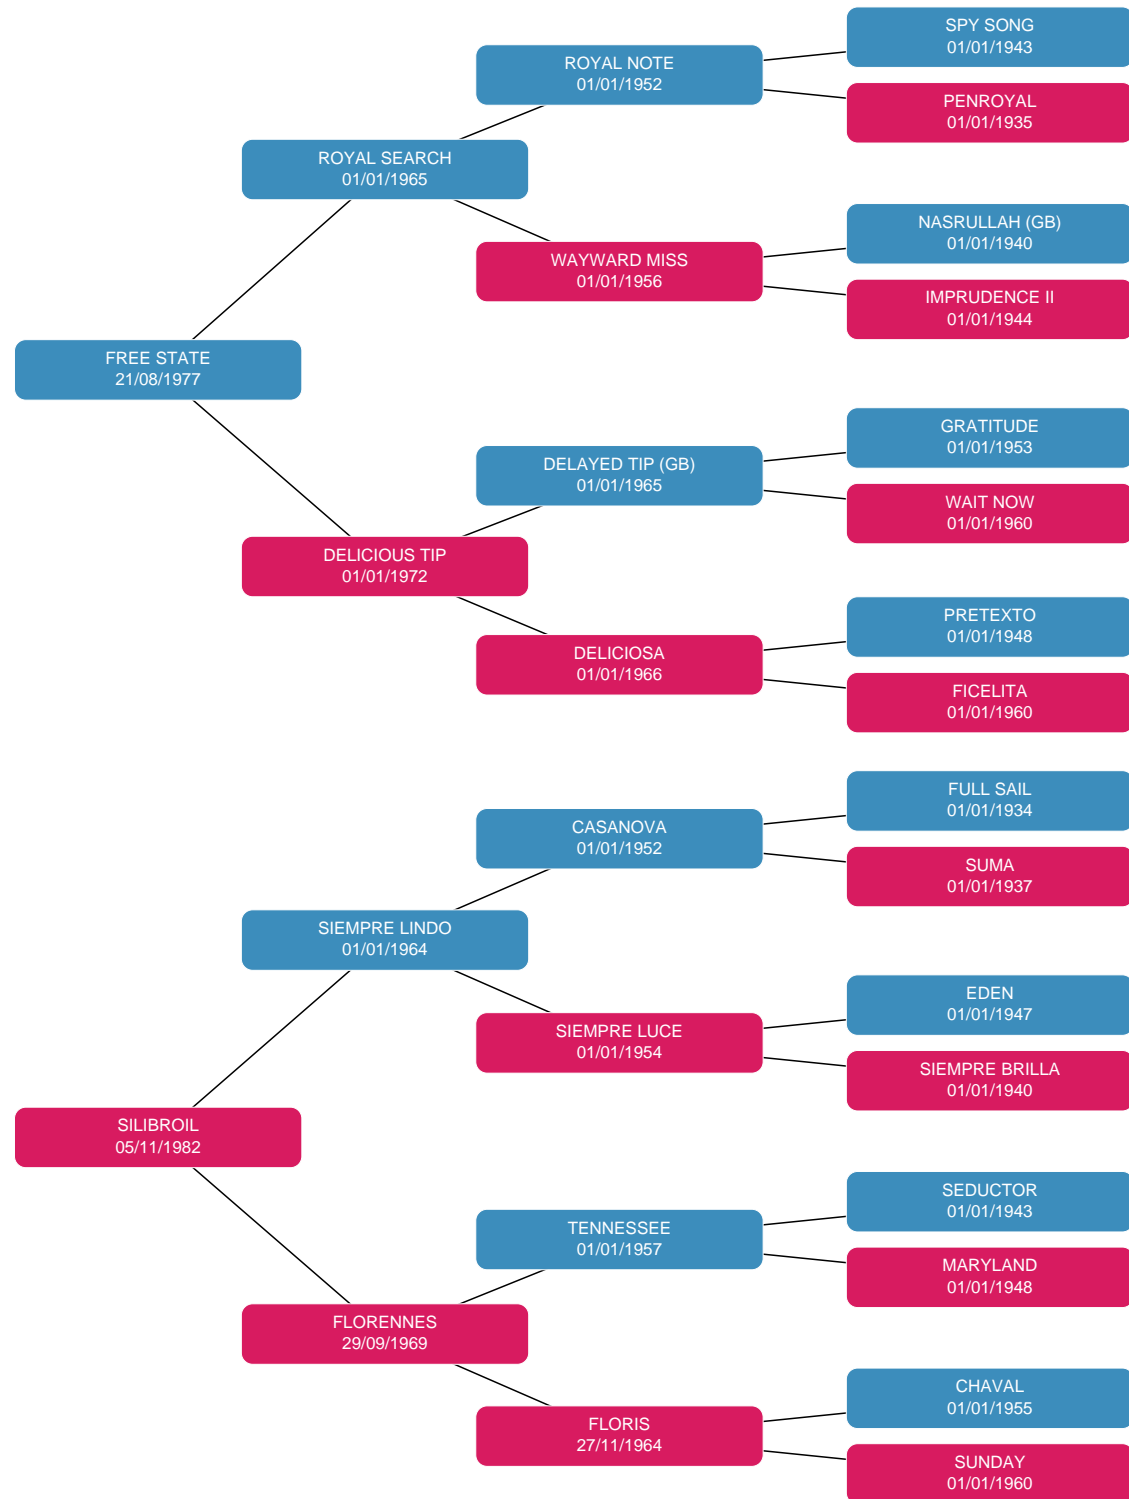 SPY SONG
01/01/1943
ROYAL NOTE
01/01/1952
PENROYAL
01/01/1935
ROYAL SEARCH
01/01/1965
NASRULLAH (GB)
01/01/1940
WAYWARD MISS
01/01/1956
IMPRUDENCE II
01/01/1944
FREE STATE
21/08/1977
GRATITUDE
01/01/1953
DELAYED TIP (GB)
01/01/1965
WAIT NOW
01/01/1960
DELICIOUS TIP
01/01/1972
PRETEXTO
01/01/1948
DELICIOSA
01/01/1966
FICELITA
01/01/1960
FULL SAIL
01/01/1934
CASANOVA
01/01/1952
SUMA
01/01/1937
SIEMPRE LINDO
01/01/1964
EDEN
01/01/1947
SIEMPRE LUCE
01/01/1954
SIEMPRE BRILLA
01/01/1940
SILIBROIL
05/11/1982
SEDUCTOR
01/01/1943
TENNESSEE
01/01/1957
MARYLAND
01/01/1948
FLORENNES
29/09/1969
CHAVAL
01/01/1955
FLORIS
27/11/1964
SUNDAY
01/01/1960